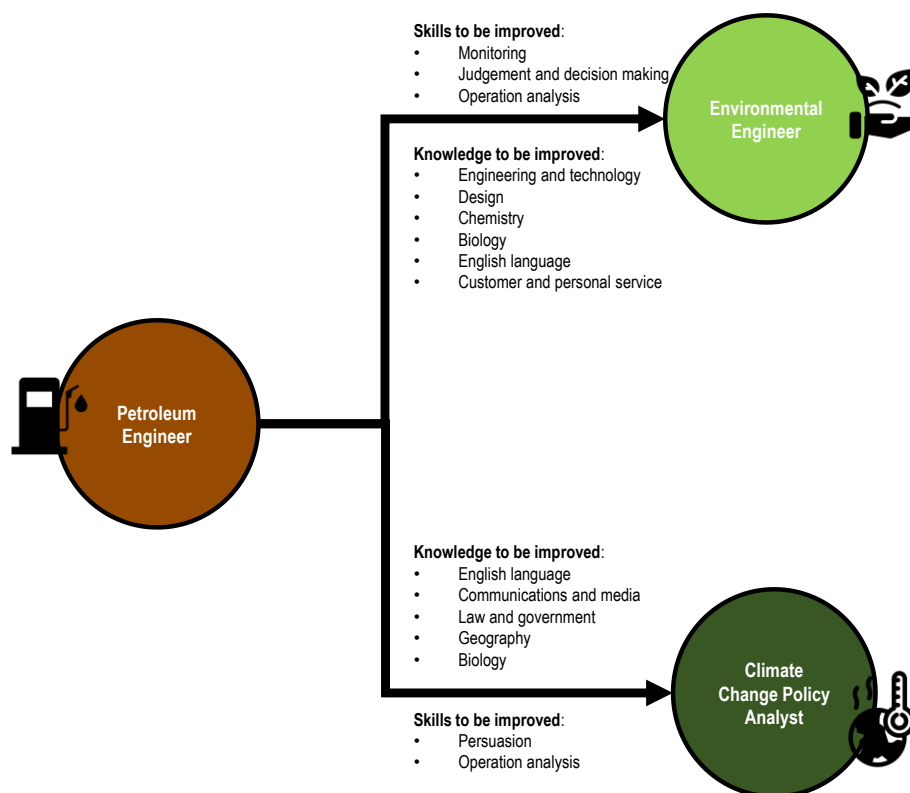 Skills to be improved:
• Monitoring
• Judgement and decision making
• Operation analysis
Environmental
Engineer
Knowledge to be improved:
• Engineering and technology
• Design
• Chemistry
• Biology
• English language
• Customer and personal service
Petroleum
Engineer
Knowledge to be improved:
• English language
• Communications and media
• Law and government
• Geography
• Biology
Climate
Change Policy
Analyst
Skills to be improved:
• Persuasion
• Operation analysis